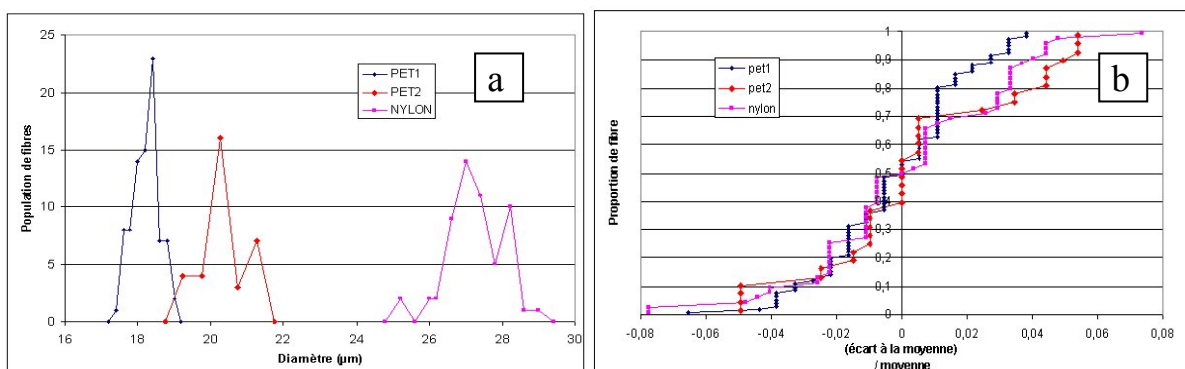 25
20
15
10
5
0
Population de fibres
PET1
PET2
NYLON
a
16 18 20 22 24 26 28 30
Diamètre (µm)
1
0,9
0,8
0,7
0,6
0,5
0,3
0,2
0,1
0
Proportion de fibre
pet1
pet2
nylon
b
-0,08 -0,06 -0,04 -0,02 0 0,02 0,04 0,06 0,08
(écart à la moyenne)
/ moyenne